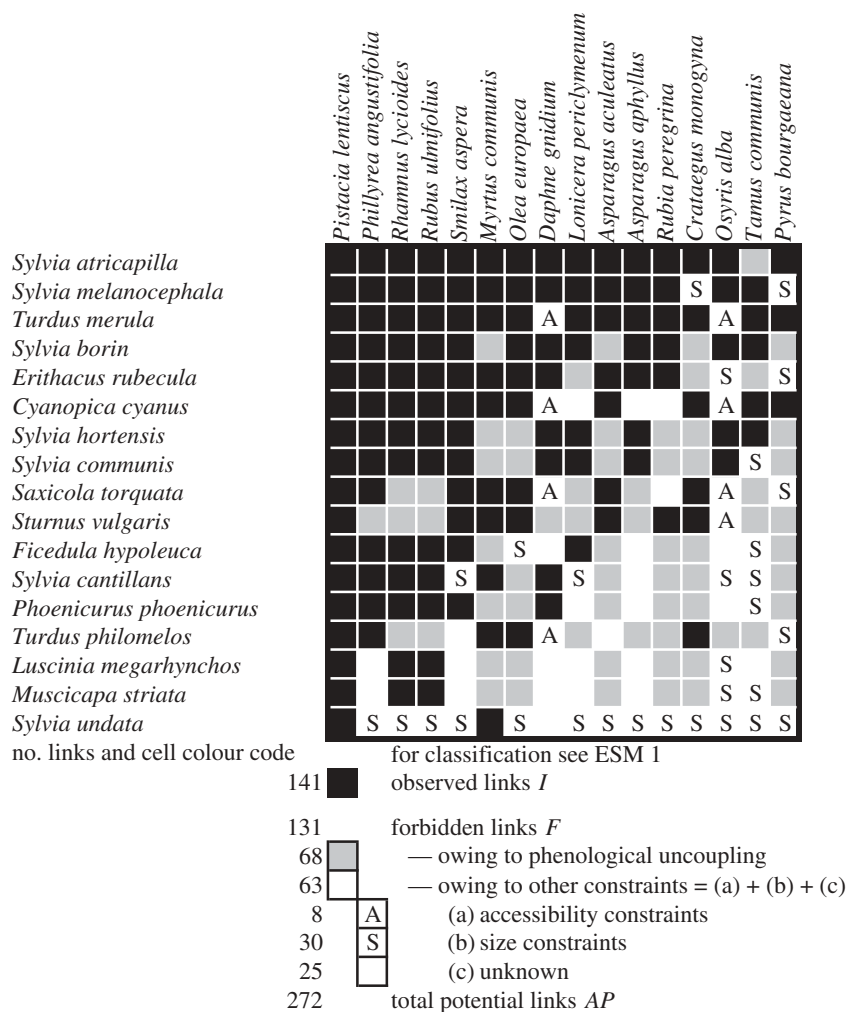 Pistacia lentiscus
Phillyrea angustifolia
Rhamnus lycioides
Rubus ulmifolius
Smilax aspera
Myrtus communis
Olea europaea
Daphne gnidium
Lonicera periclymenum
Asparagus aculeatus
Asparagus aphyllus
Rubia peregrina
Crataegus monogyna
Osyris alba
Tamus communis
Pyrus bourgaeana
Sylvia atricapilla
Sylvia melanocephala S S
Turdus merula A A
Sylvia borin
Erithacus rubecula S S
Cyanopica cyanus A A
Sylvia hortensis
Sylvia communis S
Saxicola torquata A A S
Sturnus vulgaris A
Ficedula hypoleuca S S
Sylvia cantillans S S S S
Phoenicurus phoenicurus S
Turdus philomelos A S
Luscinia megarhynchos S
Muscicapa striata S S
Sylvia undata S S S S S S S S S S S S S
no. links and cell colour code for classification see ESM 1
141 observed links I
131 forbidden links F
68 — owing to phenological uncoupling
63 — owing to other constraints = (a) + (b) + (c)
8 A (a) accessibility constraints
30 S (b) size constraints
25 (c) unknown
272 total potential links AP